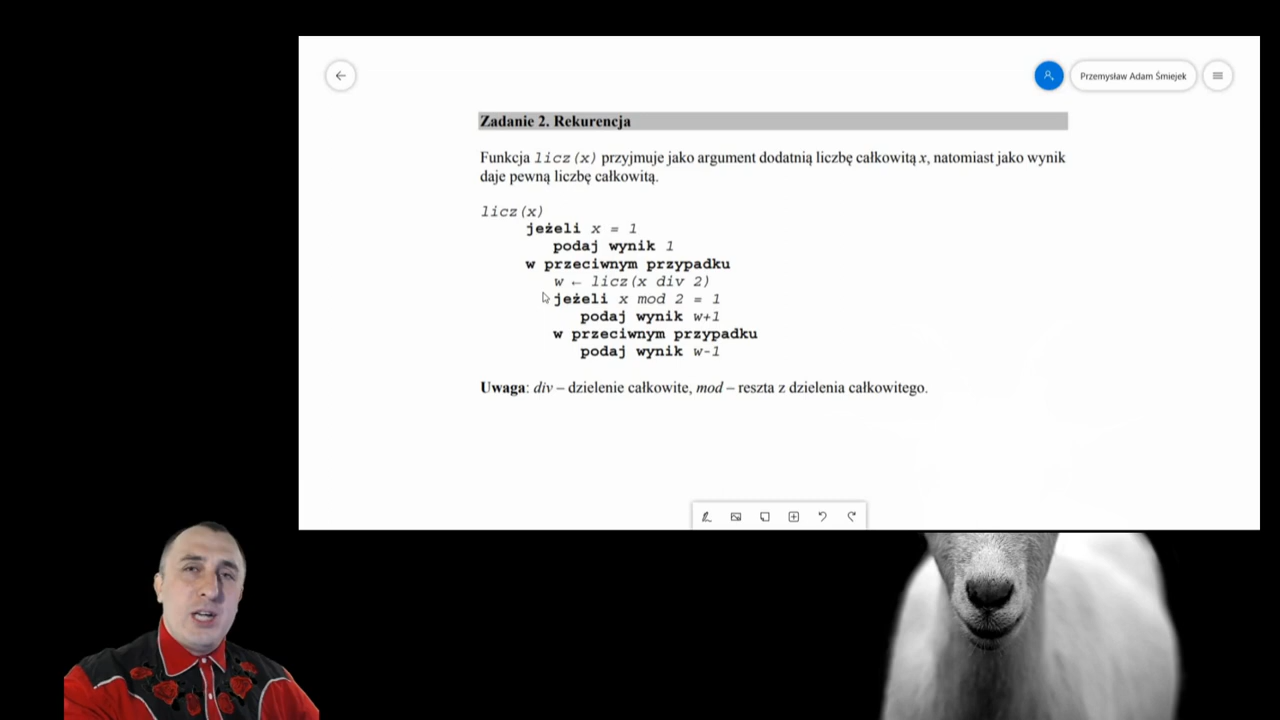 Przemysław Adam Śmiejek
Zadanie 2. Rekurencja
Funkcja licz(x) przyjmuje jako argument dodatnią liczbę całkowitą x, natomiast jako wynik
daje pewną liczbę całkowitą.
licz(x)
jeżeli x = 1
podaj wynik 1
w przeciwnym przypadku
w ← licz(x div 2)
jeżeli x mod 2 = 1
podaj wynik w+1
w przeciwnym przypadku
podaj wynik w-1
Uwaga: div – dzielenie całkowite, mod – reszta z dzielenia całkowitego.